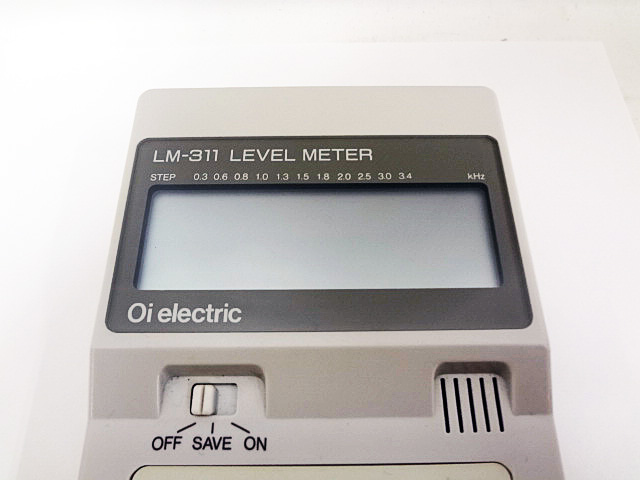 LM-311 LEVEL METER
STEP 0.3 0.6 0.8 1.0 1.3 1.5 1.8 2.0 2.5 3.0 3.4 kHz
Oi electric
OFF SAVE ON